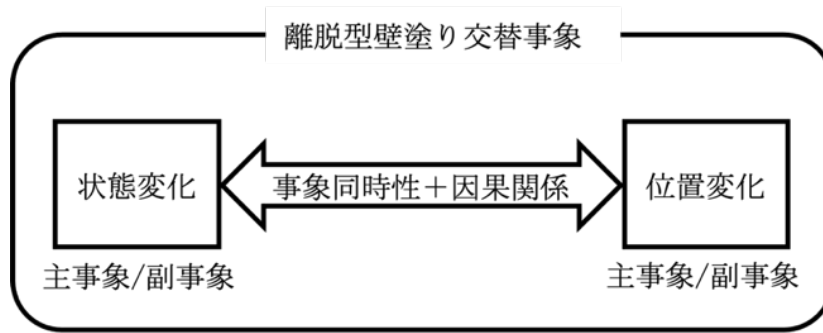 離脱型壁塗り交替事象
状態変化
事象同時性＋因果関係
位置変化
主事象/副事象
主事象/副事象